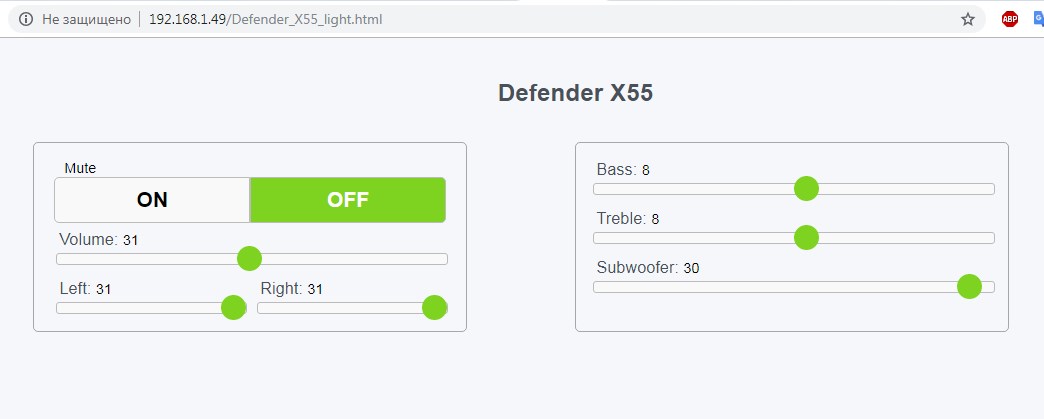 Не защищено 192.168.1.49/Defender_X55_light.html
ABP
G
Defender X55
Mute
ON OFF
Volume: 31
Left: 31 Right: 31
Bass: 8
Treble: 8
Subwoofer: 30